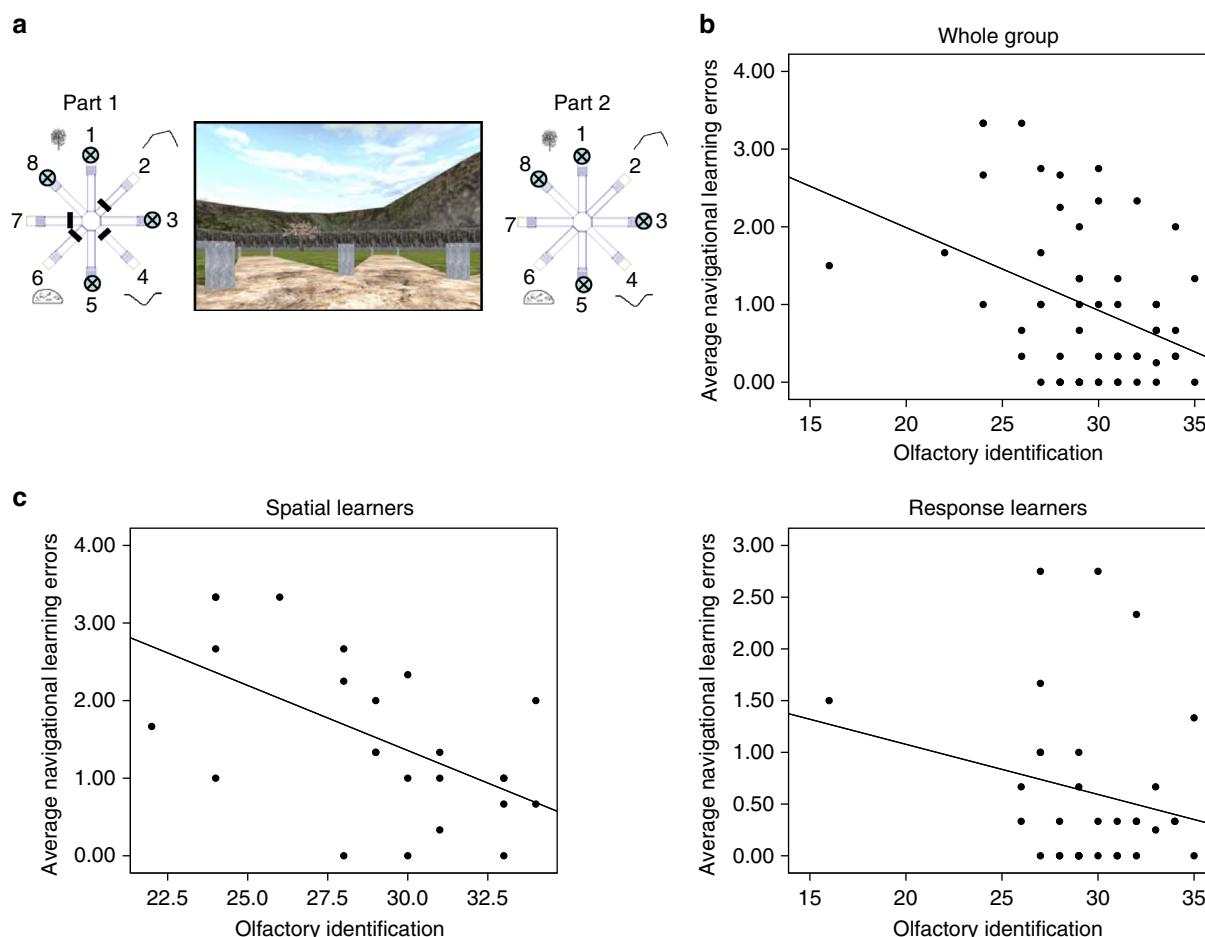 a
Part 1
1
2
3
4
5
6
7
8
Part 2
1
2
3
4
5
6
7
8
b
Whole group
Average navigational learning errors
4.00
3.00
2.00
1.00
0.00
15 20 25 30 35
Olfactory identification
c
Spatial learners
Average navigational learning errors
4.00
3.00
2.00
1.00
0.00
22.5 25.0 27.5 30.0 32.5
Olfactory identification
Response learners
Average navigational learning errors
3.00
2.50
2.00
1.50
1.00
0.50
0.00
15 20 25 30 35
Olfactory identification